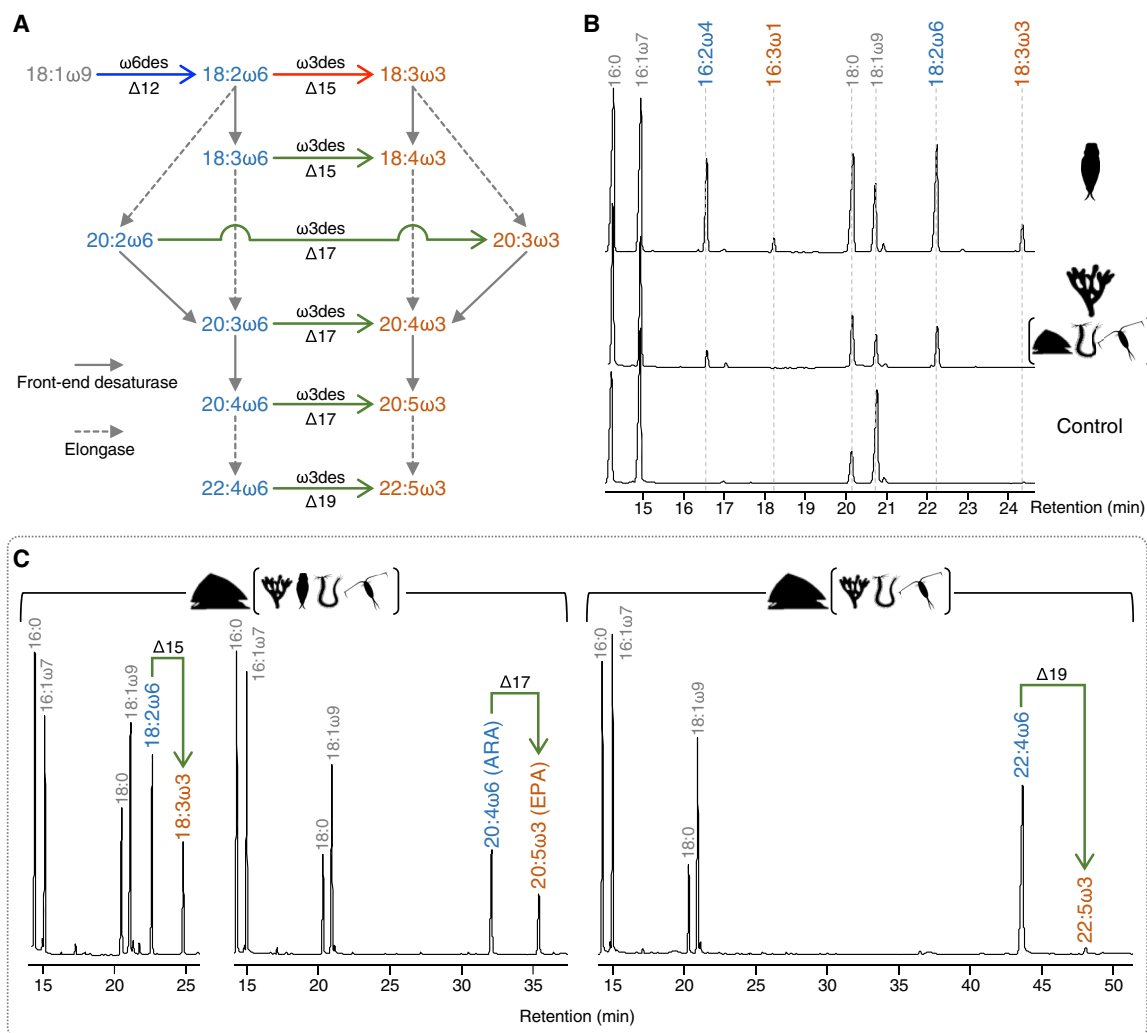 A
18:1ω9
ω6des
Δ12
18:2ω6
ω3des
Δ15
18:3ω3
18:3ω6
ω3des
Δ15
18:4ω3
20:2ω6
ω3des
Δ17
20:3ω3
20:3ω6
ω3des
Δ17
20:4ω3
Front-end desaturase
20:4ω6
ω3des
Δ17
20:5ω3
Elongase
22:4ω6
ω3des
Δ19
22:5ω3
B
16:0
16:1ω7
16:2ω4
16:3ω1
18:0
18:1ω9
18:2ω6
18:3ω3
Control
15 16 17 18 19 20 21 22 23 24 Retention (min)
C
16:0
16:1ω7
18:0
18:1ω9
18:2ω6
Δ15
18:3ω3
15 20 25
16:0
16:1ω7
18:0
18:1ω9
20:4ω6 (ARA)
Δ17
20:5ω3 (EPA)
15 20 25 30 35
16:0
16:1ω7
18:0
18:1ω9
22:4ω6
Δ19
22:5ω3
15 20 25 30 35 40 45 50
Retention (min)